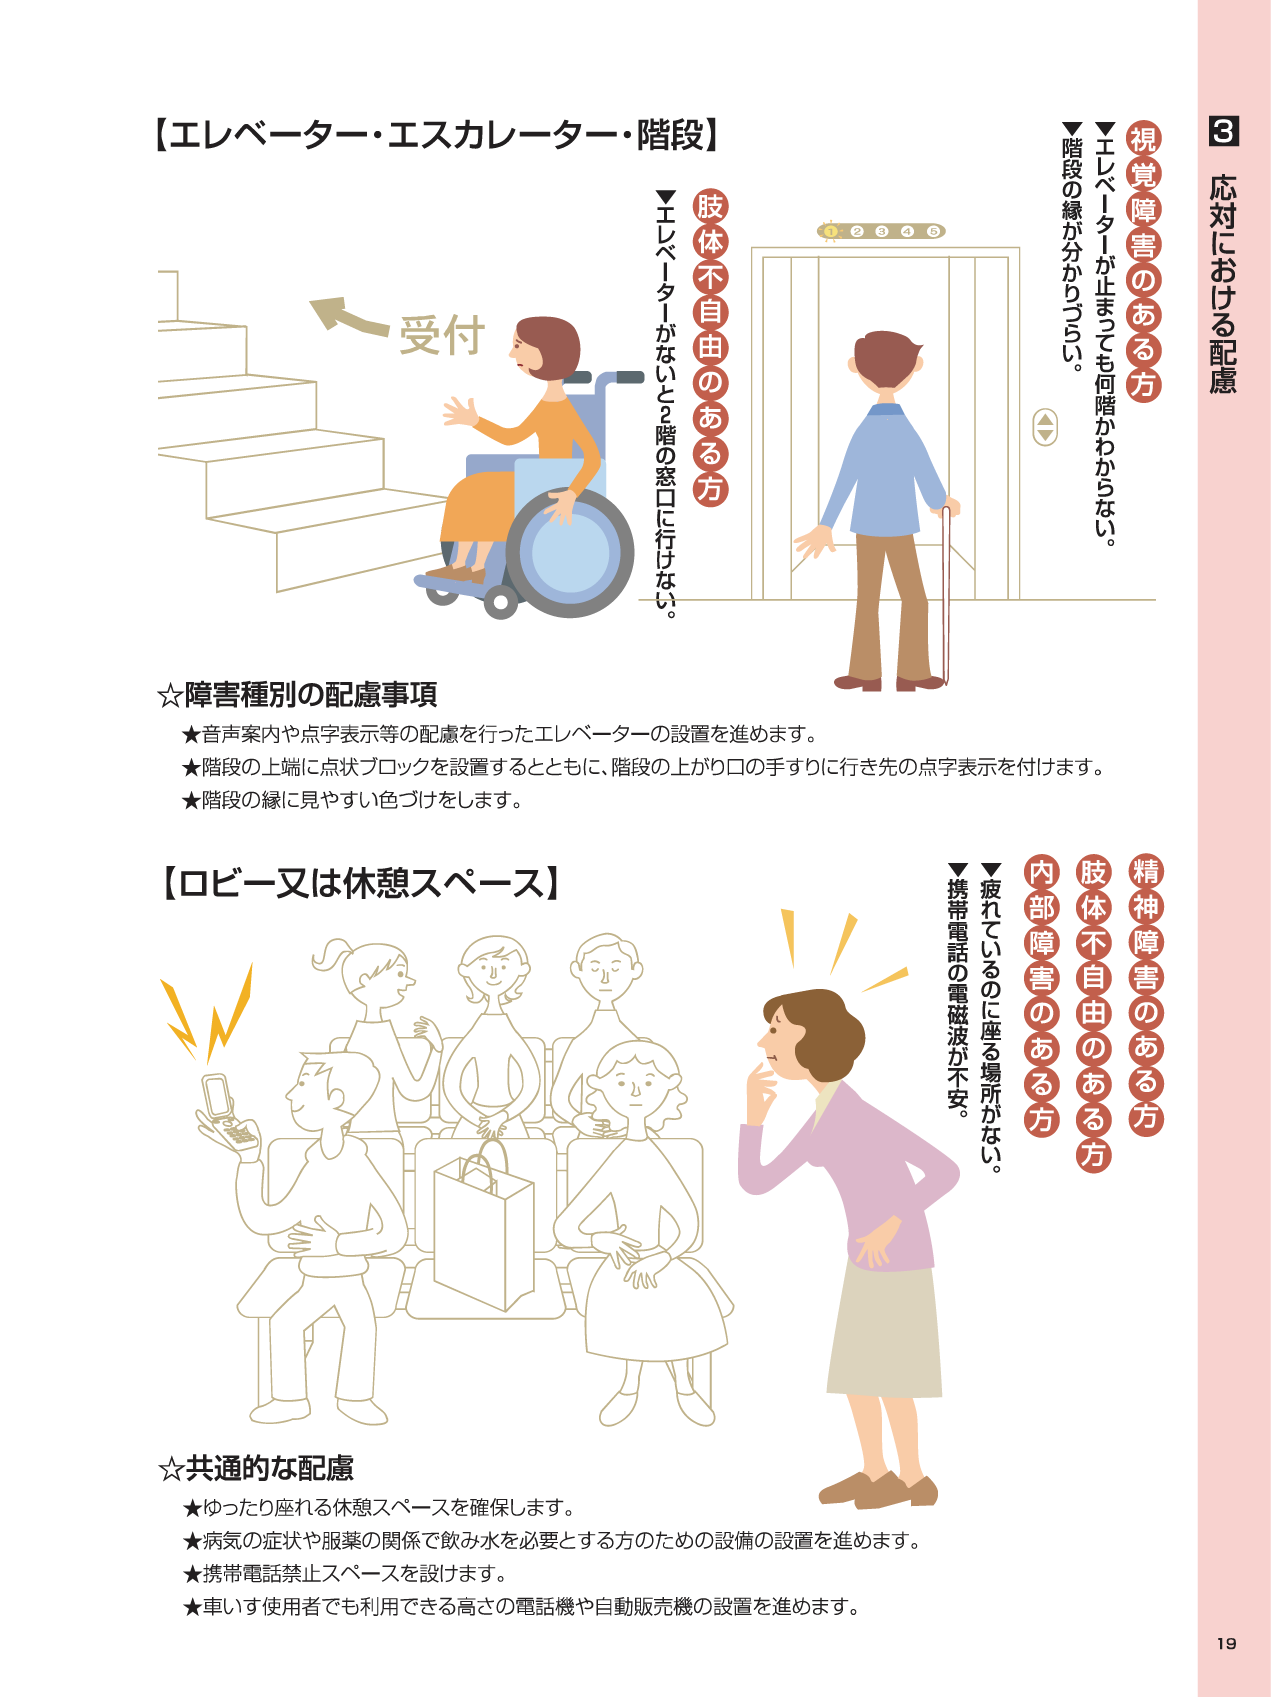 3 応対における配慮
【エレベーター・エスカレーター・階段】
視覚障害のある方
▼エレベーターが止まっても何階かわからない。
▼階段の縁が分かりづらい。
1 2 3 4 5
肢体不自由のある方
▼エレベーターがないと2階の窓口に行けない。
受付
☆障害種別の配慮事項
★音声案内や点字表示等の配慮を行ったエレベーターの設置を進めます。
★階段の上端に点状ブロックを設置するとともに、階段の上がり口の手すりに行き先の点字表示を付けます。
★階段の縁に見やすい色づけをします。
【ロビー又は休憩スペース】
精神障害のある方
肢体不自由のある方
内部障害のある方
▼疲れているのに座る場所がない。
▼携帯電話の電磁波が不安。
☆共通的な配慮
★ゆったり座れる休憩スペースを確保します。
★病気の症状や服薬の関係で飲み水を必要とする方のための設備の設置を進めます。
★携帯電話禁止スペースを設けます。
★車いす使用者でも利用できる高さの電話機や自動販売機の設置を進めます。
19